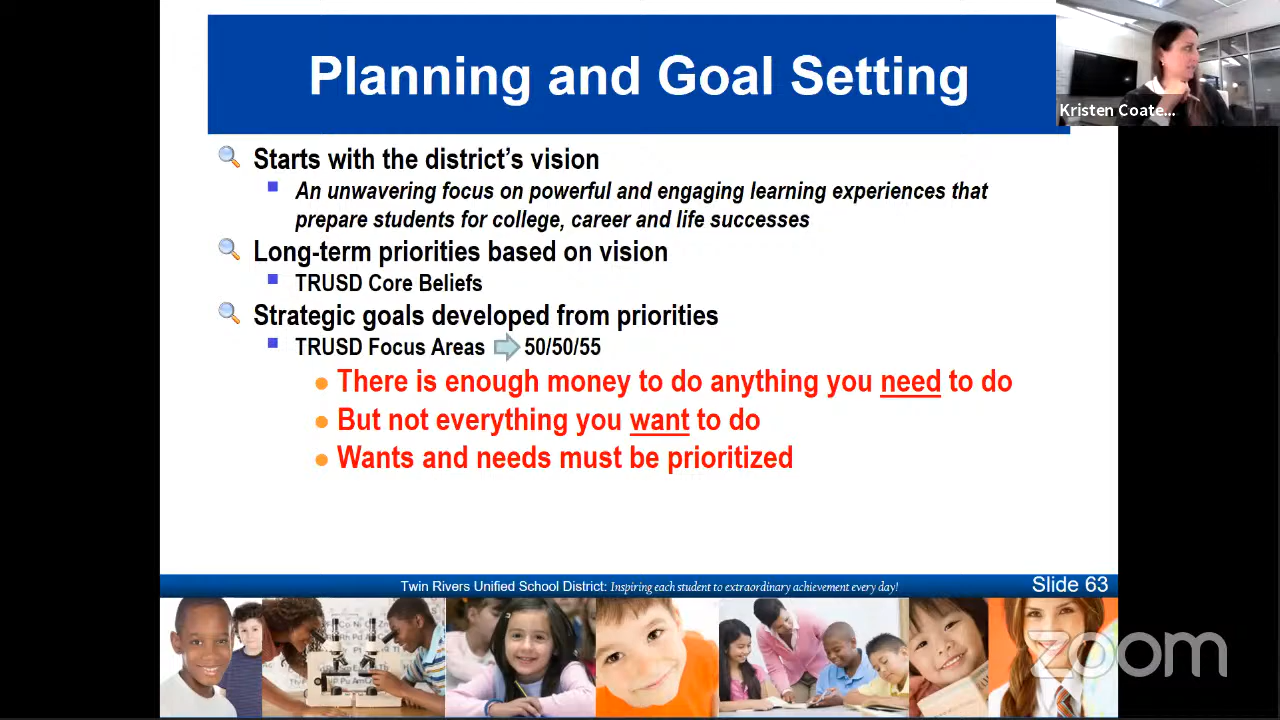 Planning and Goal Setting
Kristen Coate...
Starts with the district's vision
An unwavering focus on powerful and engaging learning experiences that
prepare students for college, career and life successes
Long-term priorities based on vision
TRUSD Core Beliefs
Strategic goals developed from priorities
TRUSD Focus Areas 50/50/55
There is enough money to do anything you need to do
But not everything you want to do
Wants and needs must be prioritized
Twin Rivers Unified School District: Inspiring each student to extraordinary achievement every day!
Slide 63
zoom